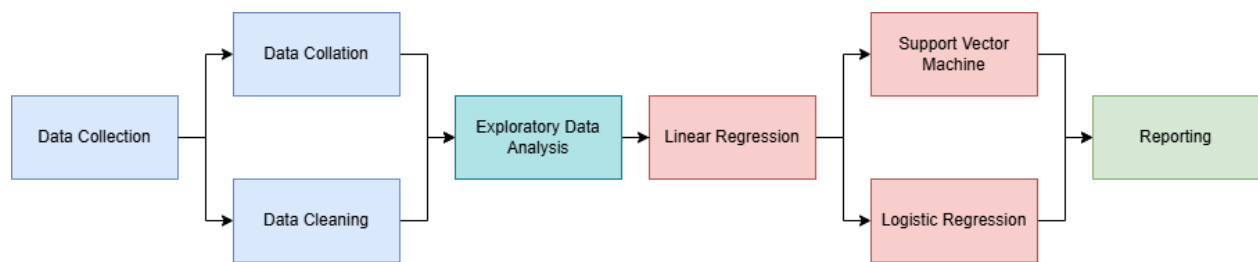 Data Collection
Data Collation
Data Cleaning
Exploratory Data
Analysis
Linear Regression
Support Vector
Machine
Logistic Regression
Reporting